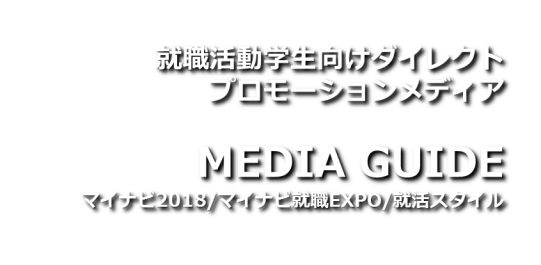 就職活動学生向けダイレクト
プロモーションメディア
MEDIA GUIDE
マイナビ2018/マイナビ就職EXPO/就活スタイル